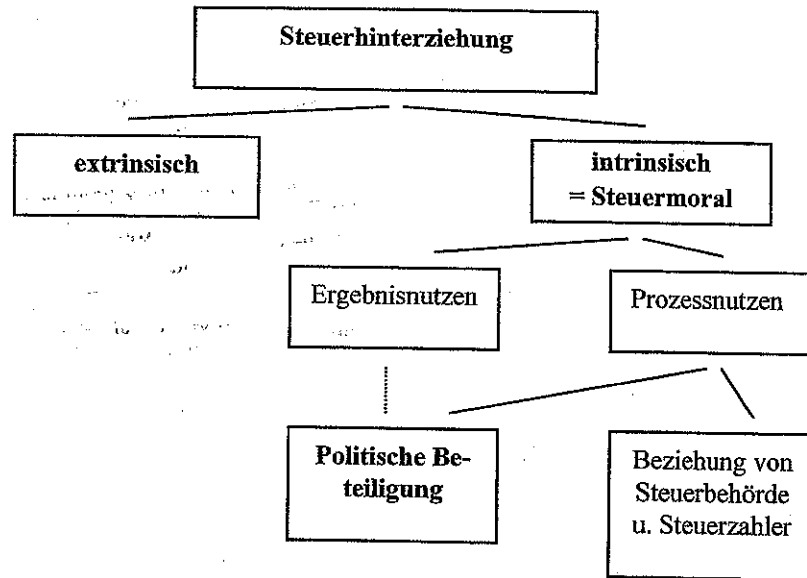 Steuerhinterziehung
extrinsisch
intrinsisch
= Steuermoral
Ergebnisnutzen
Prozessnutzen
Politische Be-
teiligung
Beziehung von
Steuerbehörde
u. Steuerzahler